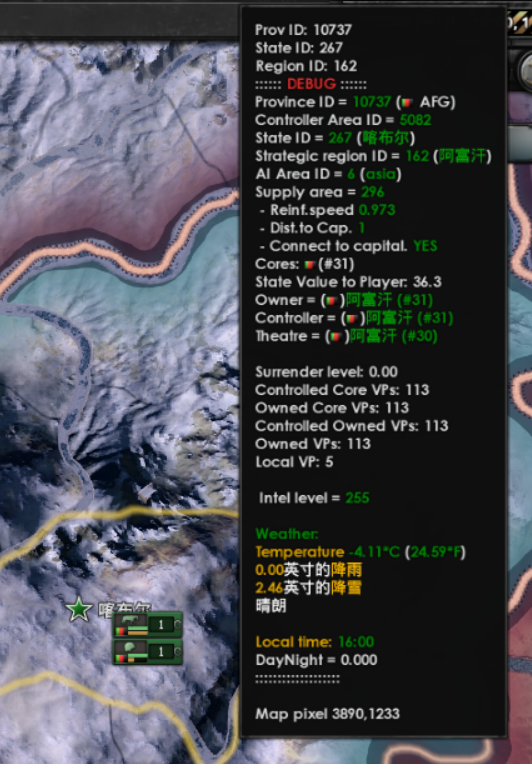 Prov ID: 10737
State ID: 267
Region ID: 162
:::::: DEBUG ::::::
Province ID = 10737 ( AFG)
Controller Area ID = 5082
State ID = 267 (喀布尔)
Strategic region ID = 162 (阿富汗)
AI Area ID = 6 (asia)
Supply area = 296
- Reinf.speed 0.973
- Dist.to Cap. 1
- Connect to capital. YES
Cores: (#31)
State Value to Player: 36.3
Owner = ()阿富汗 (#31)
Controller = ()阿富汗 (#31)
Theatre = ()阿富汗 (#30)
Surrender level: 0.00
Controlled Core VPs: 113
Owned Core VPs: 113
Controlled Owned VPs: 113
Owned VPs: 113
Local VP: 5
Intel level = 255
Weather:
Temperature -4.11°C (24.59°F)
0.00英寸的降雨
2.46英寸的降雪
晴朗
Local time: 16:00
DayNight = 0.000
::::::::::::::::::
Map pixel 3890,1233
喀布尔
1
1